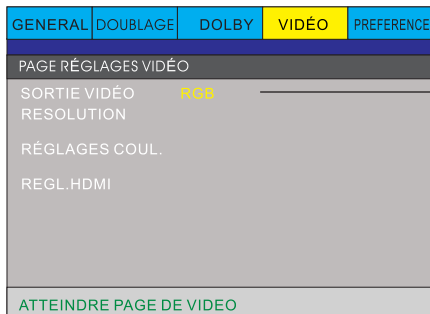 GENERAL DOUBLAGE DOLBY VIDÉO PREFERENCE
PAGE RÉGLAGES VIDÉO
SORTIE VIDÉO RGB
RESOLUTION
RÉGLAGES COUL.
REGL.HDMI
ATTEINDRE PAGE DE VIDEO